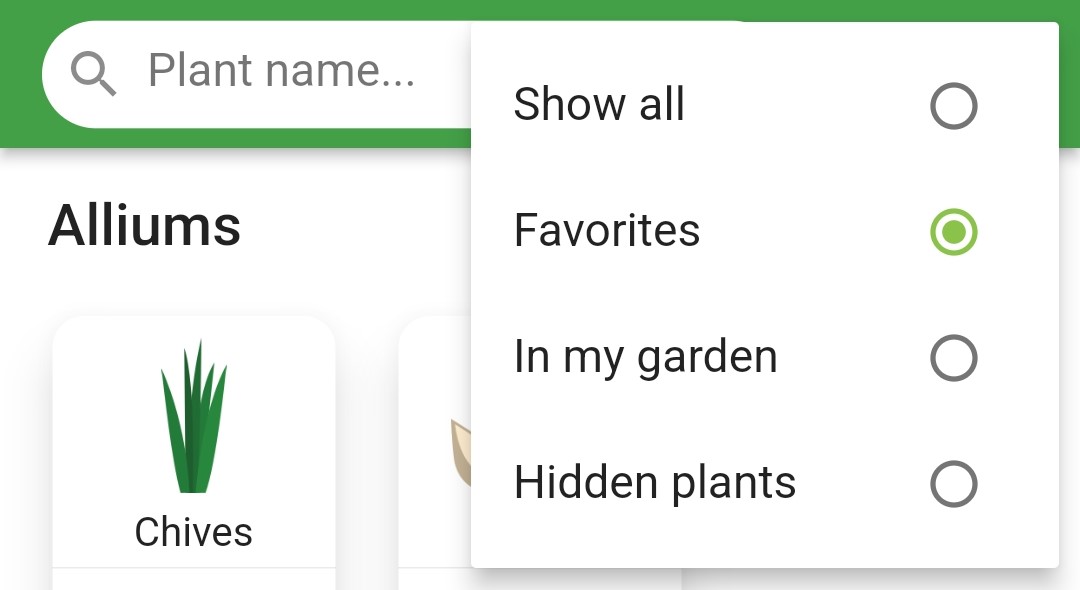 Plant name...
Show all
Favorites
In my garden
Hidden plants
Alliums
Chives